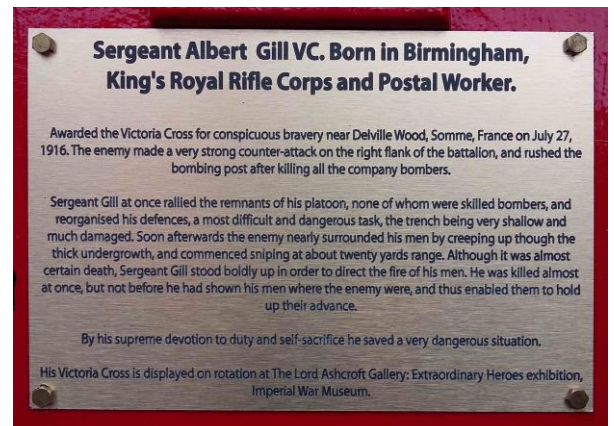 Sergeant Albert Gill VC. Born in Birmingham,
King's Royal Rifle Corps and Postal Worker.
Awarded the Victoria Cross for conspicuous bravery near Delville Wood, Somme, France on July 27,
1916. The enemy made a very strong counter-attack on the right flank of the battalion, and rushed the
bombing post after killing all the company bombers.
Sergeant Gill at once rallied the remnants of his platoon, none of whom were skilled bombers, and
reorganised his defences, a most difficult and dangerous task, the trench being very shallow and
much damaged. Soon afterwards the enemy nearly surrounded his men by creeping up though the
thick undergrowth, and commenced sniping at about twenty yards range. Although it was almost
certain death, Sergeant Gill stood boldly up in order to direct the fire of his men. He was killed almost
at once, but not before he had shown his men where the enemy were, and thus enabled them to hold
up their advance.
By his supreme devotion to duty and self-sacrifice he saved a very dangerous situation.
His Victoria Cross is displayed on rotation at The Lord Ashcroft Gallery: Extraordinary Heroes exhibition,
Imperial War Museum.